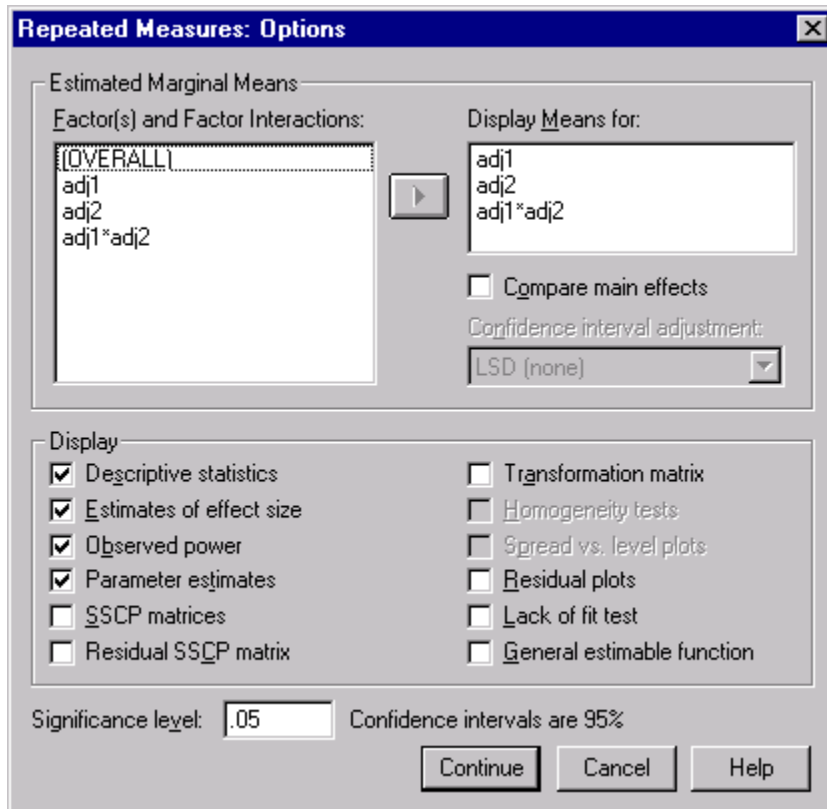 Repeated Measures: Options
Estimated Marginal Means
Factor(s) and Factor Interactions:
(OVERALL)
adj1
adj2
adj1*adj2
Display Means for:
adj1
adj2
adj1*adj2
Compare main effects
Confidence interval adjustment:
LSD (none)
Display
Descriptive statistics
Estimates of effect size
Observed power
Parameter estimates
SSCP matrices
Residual SSCP matrix
Transformation matrix
Homogeneity tests
Spread vs. level plots
Residual plots
Lack of fit test
General estimable function
Significance level: .05 Confidence intervals are 95%
Continue Cancel Help